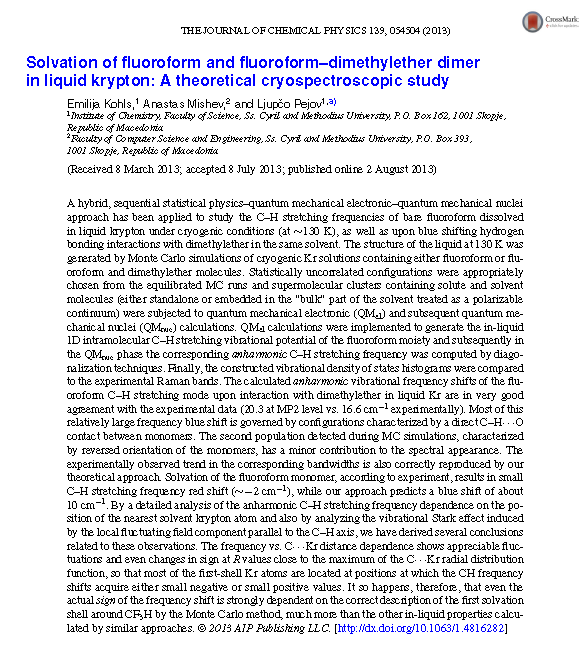 THE JOURNAL OF CHEMICAL PHYSICS 139, 054504 (2013)
CrossMark
Solvation of fluoroform and fluoroform–dimethylether dimer
in liquid krypton: A theoretical cryospectroscopic study
Emilija Kohls,1 Anastas Mishev,2 and Ljupčo Pejov1,a)
1Institute of Chemistry, Faculty of Science, Ss. Cyril and Methodius University, P.O. Box 162, 1001 Skopje,
Republic of Macedonia
2Faculty of Computer Science and Engineering, Ss. Cyril and Methodius University, P.O. Box 393,
1001 Skopje, Republic of Macedonia
(Received 8 March 2013; accepted 8 July 2013; published online 2 August 2013)
A hybrid, sequential statistical physics–quantum mechanical electronic–quantum mechanical nuclei
approach has been applied to study the C–H stretching frequencies of bare fluoroform dissolved
in liquid krypton under cryogenic conditions (at ~130 K), as well as upon blue shifting hydrogen
bonding interactions with dimethylether in the same solvent. The structure of the liquid at 130 K was
generated by Monte Carlo simulations of cryogenic Kr solutions containing either fluoroform or flu-
oroform and dimethylether molecules. Statistically uncorrelated configurations were appropriately
chosen from the equilibrated MC runs and supermolecular clusters containing solute and solvent
molecules (either standalone or embedded in the "bulk" part of the solvent treated as a polarizable
continuum) were subjected to quantum mechanical electronic (QMel) and subsequent quantum me-
chanical nuclei (QMnuc) calculations. QMel calculations were implemented to generate the in-liquid
1D intramolecular C–H stretching vibrational potential of the fluoroform moiety and subsequently in
the QMnuc phase the corresponding anharmonic C–H stretching frequency was computed by diago-
nalization techniques. Finally, the constructed vibrational density of states histograms were compared
to the experimental Raman bands. The calculated anharmonic vibrational frequency shifts of the flu-
oroform C–H stretching mode upon interaction with dimethylether in liquid Kr are in very good
agreement with the experimental data (20.3 at MP2 level vs. 16.6 cm−1 experimentally). Most of this
relatively large frequency blue shift is governed by configurations characterized by a direct C–H···O
contact between monomers. The second population detected during MC simulations, characterized
by reversed orientation of the monomers, has a minor contribution to the spectral appearance. The
experimentally observed trend in the corresponding bandwidths is also correctly reproduced by our
theoretical approach. Solvation of the fluoroform monomer, according to experiment, results in small
C–H stretching frequency red shift (~−2 cm−1), while our approach predicts a blue shift of about
10 cm−1. By a detailed analysis of the anharmonic C–H stretching frequency dependence on the po-
sition of the nearest solvent krypton atom and also by analyzing the vibrational Stark effect induced
by the local fluctuating field component parallel to the C–H axis, we have derived several conclusions
related to these observations. The frequency vs. C···Kr distance dependence shows appreciable fluc-
tuations and even changes in sign at R values close to the maximum of the C···Kr radial distribution
function, so that most of the first-shell Kr atoms are located at positions at which the CH frequency
shifts acquire either small negative or small positive values. It so happens, therefore, that even the
actual sign of the frequency shift is strongly dependent on the correct description of the first solvation
shell around CF3H by the Monte Carlo method, much more than the other in-liquid properties calcu-
lated by similar approaches. © 2013 AIP Publishing LLC. [http://dx.doi.org/10.1063/1.4816282]